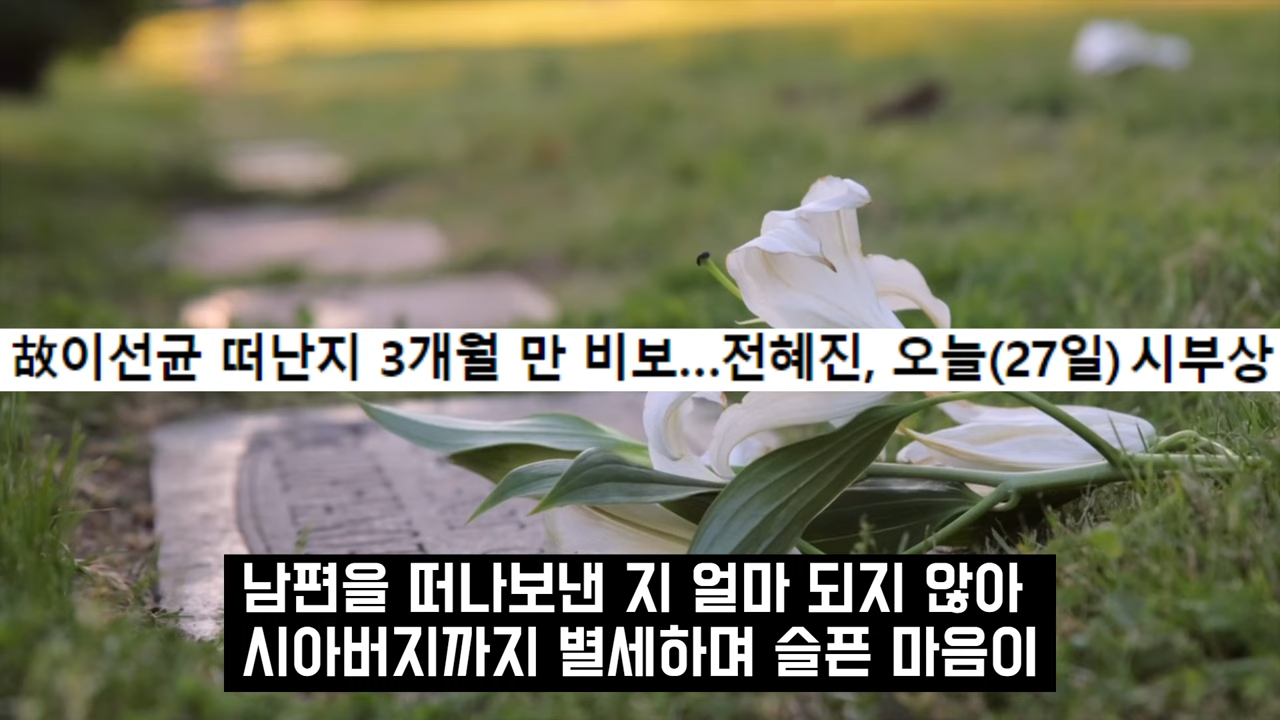 故이선균 떠난지 3개월 만 비보...전혜진, 오늘(27일) 시부상
남편을 떠나보낸 지 얼마 되지 않아
시아버지까지 별세하며 슬픈 마음이